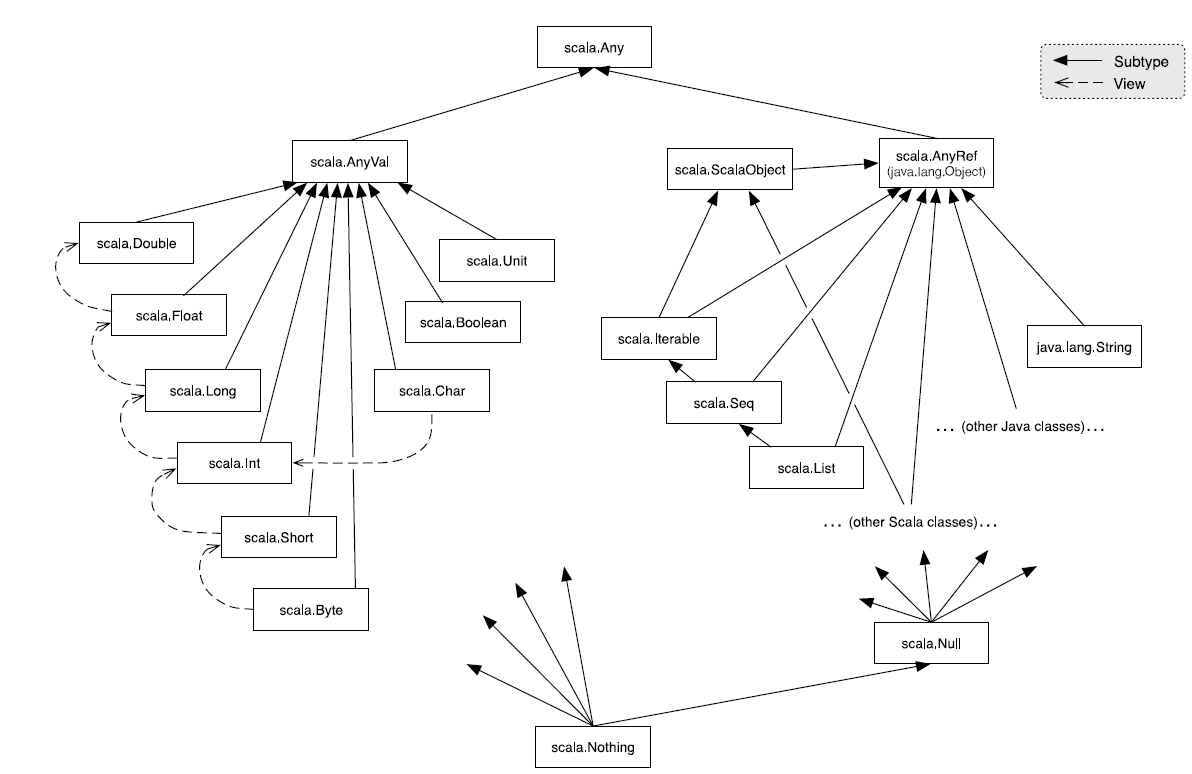 scala.Any
Subtype
View
scala.AnyVal
scala.ScalaObject
scala.AnyRef
(java.lang.Object)
scala.Double
scala.Unit
scala.Float
scala.Boolean
scala.Iterable
java.lang.String
scala.Long
scala.Char
scala.Seq
... (other Java classes)...
scala.Int
scala.List
scala.Short
... (other Scala classes)...
scala.Byte
scala.Null
scala.Nothing